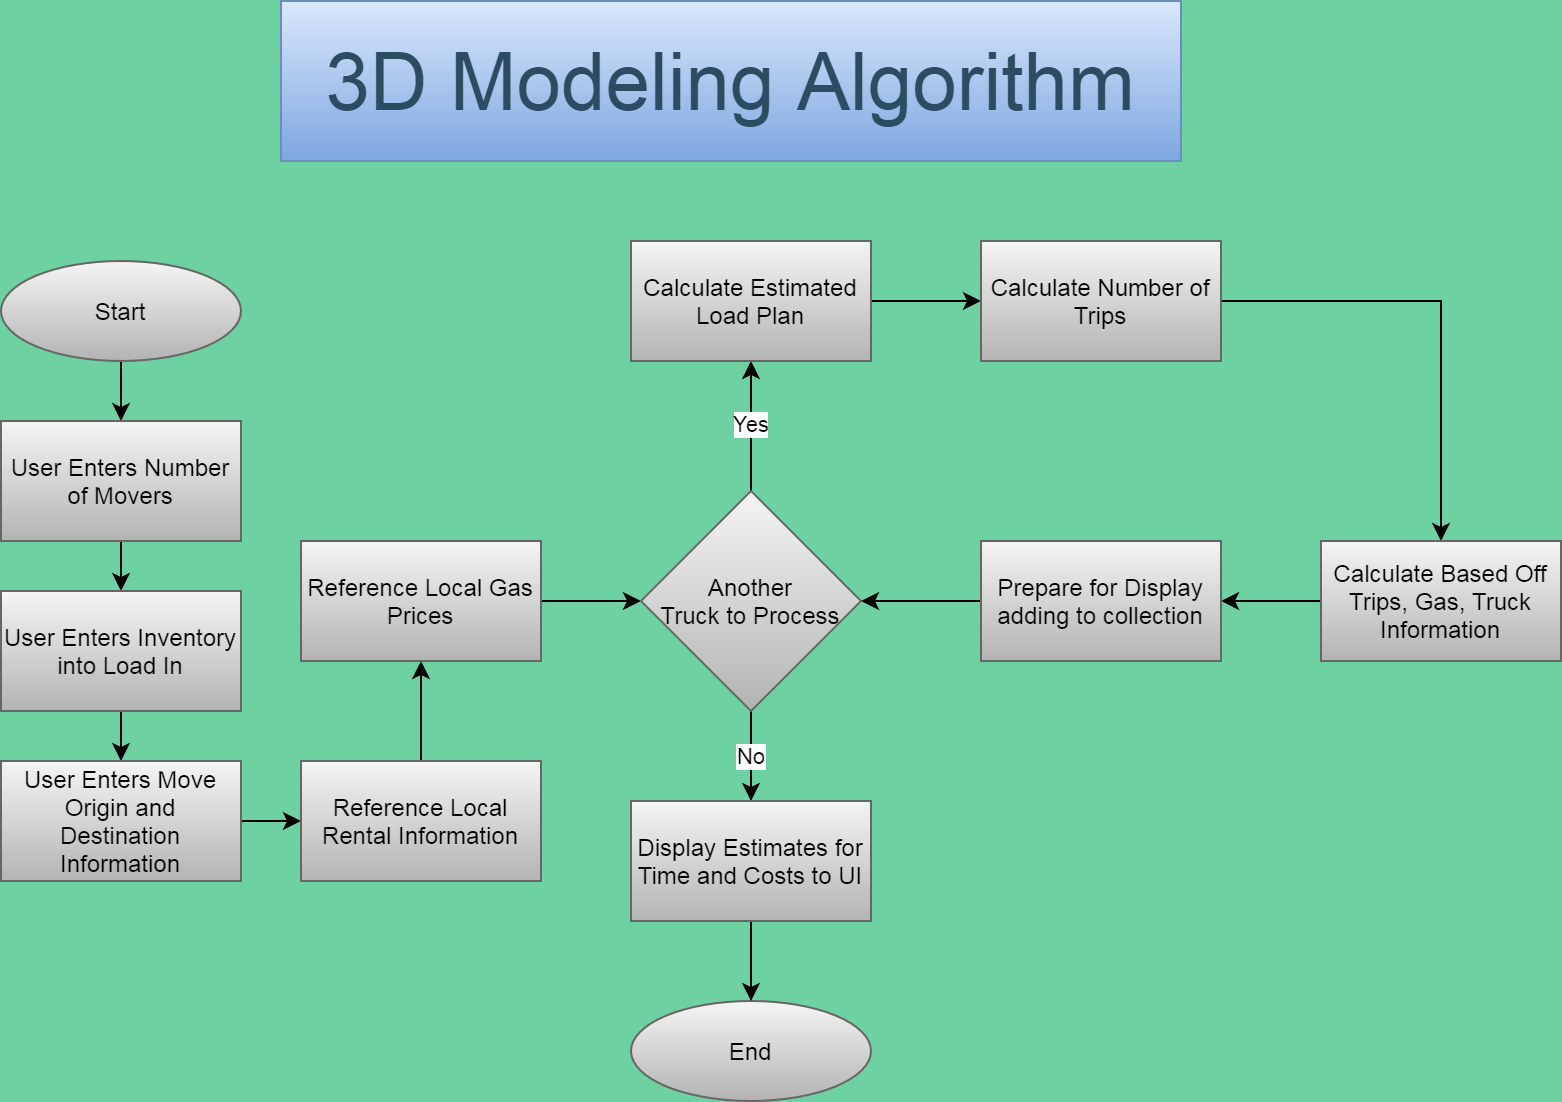 3D Modeling Algorithm
Start
User Enters Number
of Movers
User Enters Inventory
into Load In
User Enters Move
Origin and
Destination
Information
Reference Local
Rental Information
Reference Local Gas
Prices
Another
Truck to Process
Yes
Calculate Estimated
Load Plan
Calculate Number of
Trips
Calculate Based Off
Trips, Gas, Truck
Information
Prepare for Display
adding to collection
No
Display Estimates for
Time and Costs to UI
End